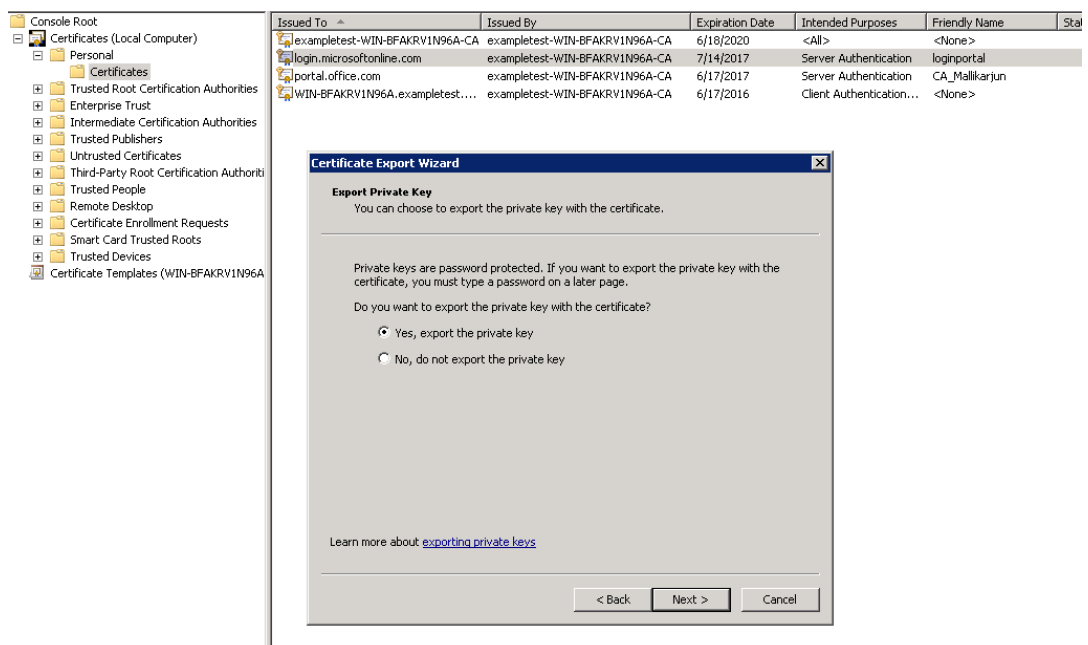 Console Root
Certificates (Local Computer)
Personal
Certificates
Trusted Root Certification Authorities
Enterprise Trust
Intermediate Certification Authorities
Trusted Publishers
Untrusted Certificates
Third-Party Root Certification Authoriti
Trusted People
Remote Desktop
Certificate Enrollment Requests
Smart Card Trusted Roots
Trusted Devices
Certificate Templates (WIN-BFAKRV1N96A
Issued To Issued By Expiration Date Intended Purposes Friendly Name Stat
exampletest-WIN-BFAKRV1N96A-CA exampletest-WIN-BFAKRV1N96A-CA 6/18/2020 <All> <None>
login.microsoftonline.com exampletest-WIN-BFAKRV1N96A-CA 7/14/2017 Server Authentication loginportal
portal.office.com exampletest-WIN-BFAKRV1N96A-CA 6/17/2017 Server Authentication CA_Mallikarjun
WIN-BFAKRV1N96A.exampletest.... exampletest-WIN-BFAKRV1N96A-CA 6/17/2016 Client Authentication... <None>
Certificate Export Wizard
Export Private Key
You can choose to export the private key with the certificate.
Private keys are password protected. If you want to export the private key with the
certificate, you must type a password on a later page.
Do you want to export the private key with the certificate?
Yes, export the private key
No, do not export the private key
Learn more about exporting private keys
< Back Next > Cancel